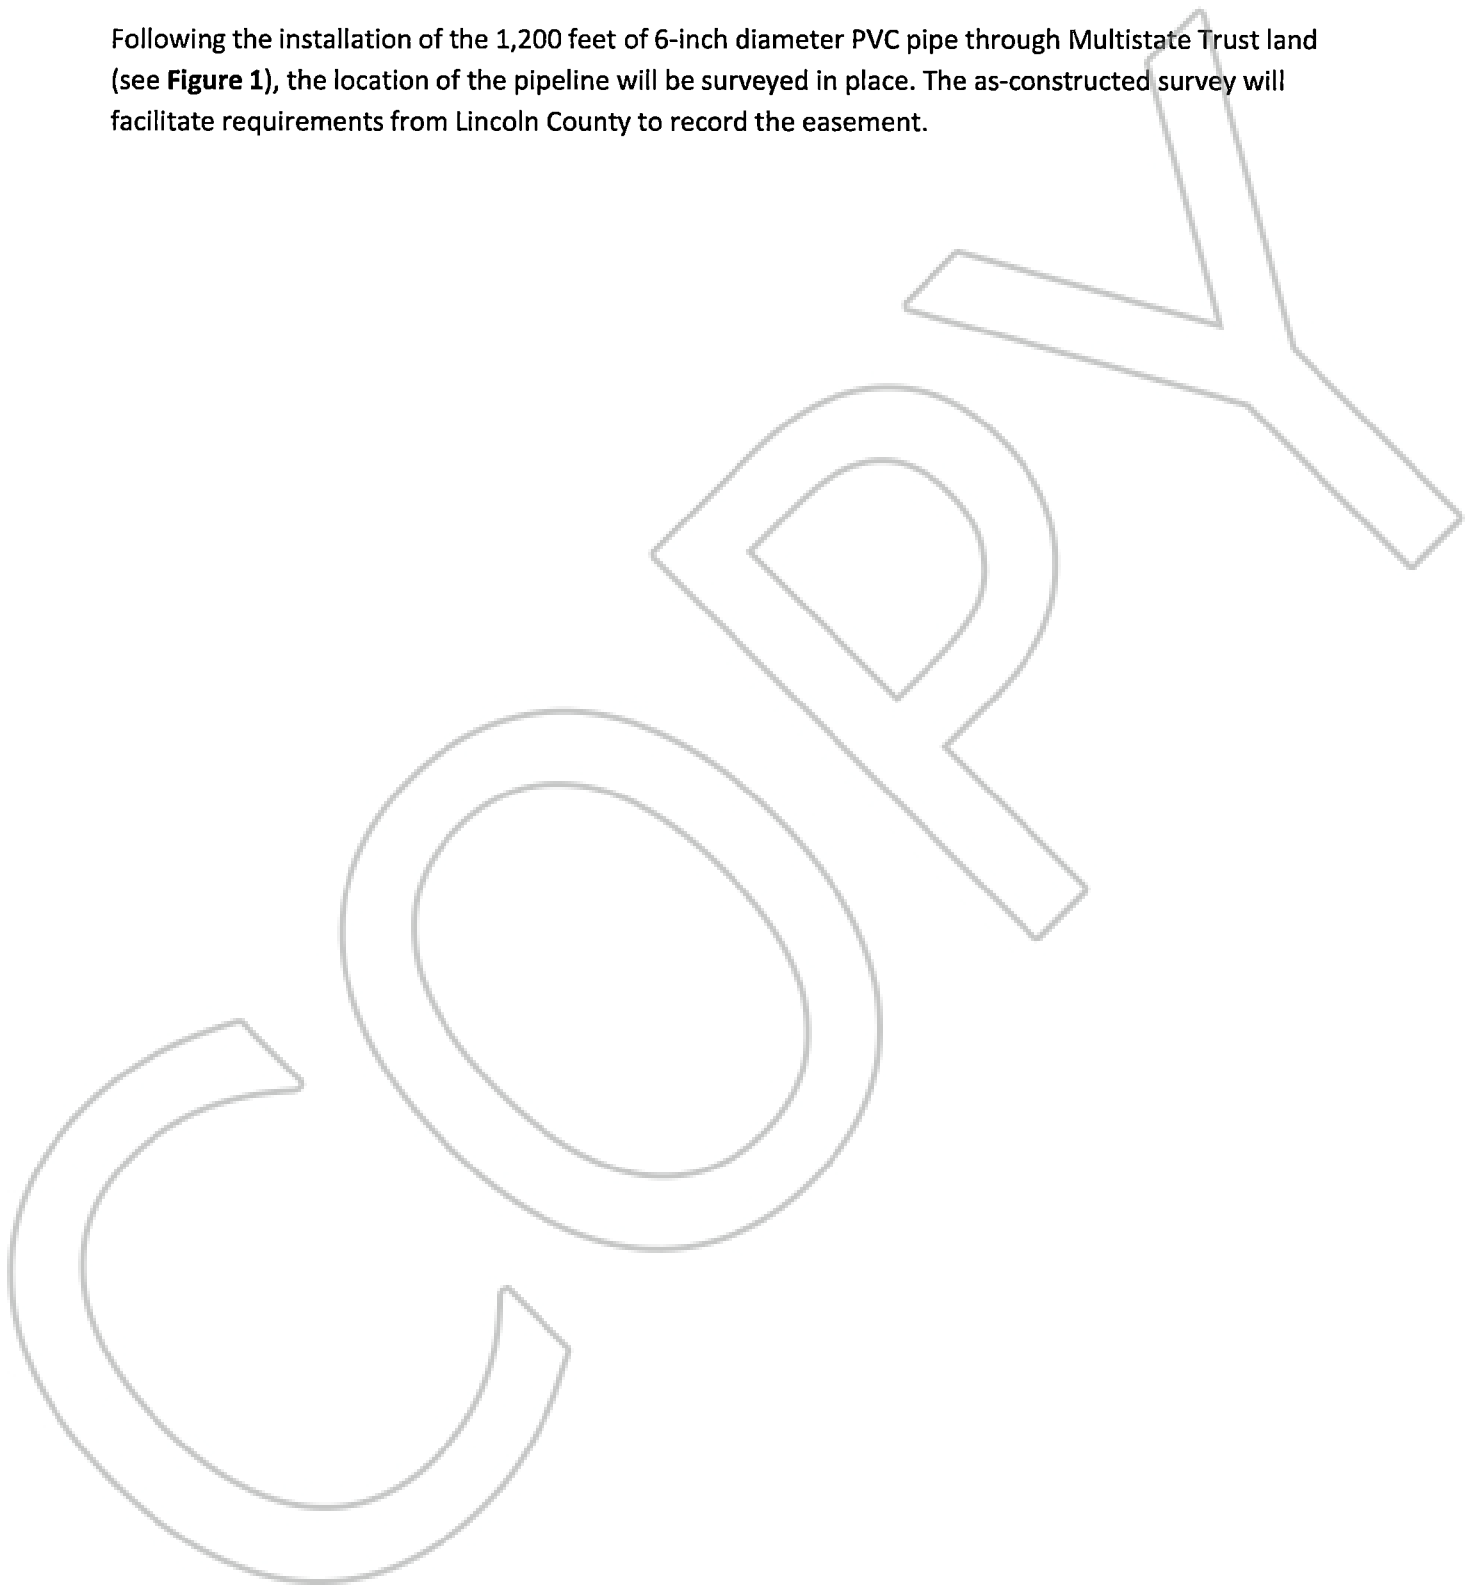 Following the installation of the 1,200 feet of 6-inch diameter PVC pipe through Multistate Trust land
(see Figure 1), the location of the pipeline will be surveyed in place. The as-constructed survey will
facilitate requirements from Lincoln County to record the easement.
COPY